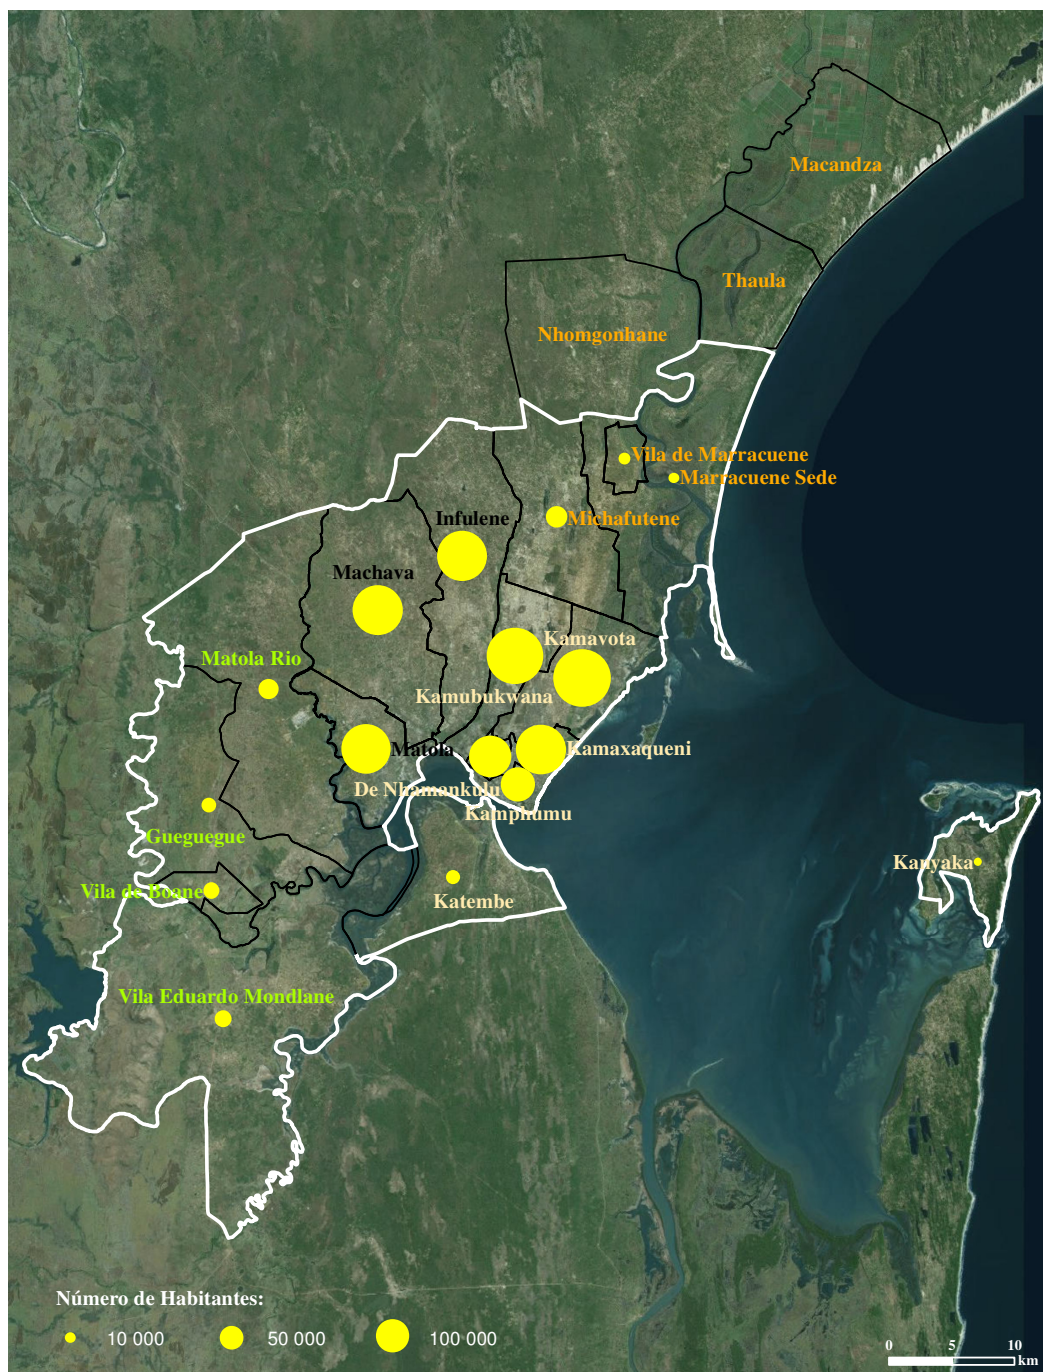 Macandza
Thaula
Nhomgonhane
Vila de Marracuene
Marracuene Sede
Infulene
Michafutene
Machava
Kamavota
Matola Rio
Kamubukwana
Matola
Kamaxaqueni
De Nhamankulu
Kamphumu
Gueguegue
Kanyaka
Vila de Boane
Katembe
Vila Eduardo Mondlane
Número de Habitantes:
10 000
50 000
100 000
0 5 10
km